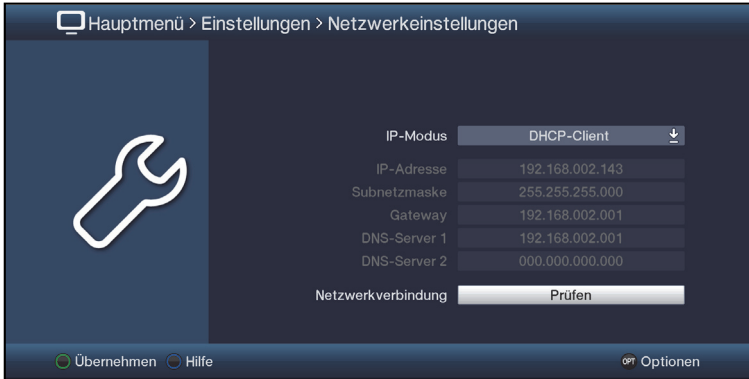 Hauptmenü > Einstellungen > Netzwerkeinstellungen
IP-Modus DHCP-Client
IP-Adresse 192.168.002.143
Subnetzmaske 255.255.255.000
Gateway 192.168.002.001
DNS-Server 1 192.168.002.001
DNS-Server 2 000.000.000.000
Netzwerkverbindung Prüfen
Übernehmen Hilfe OPT Optionen